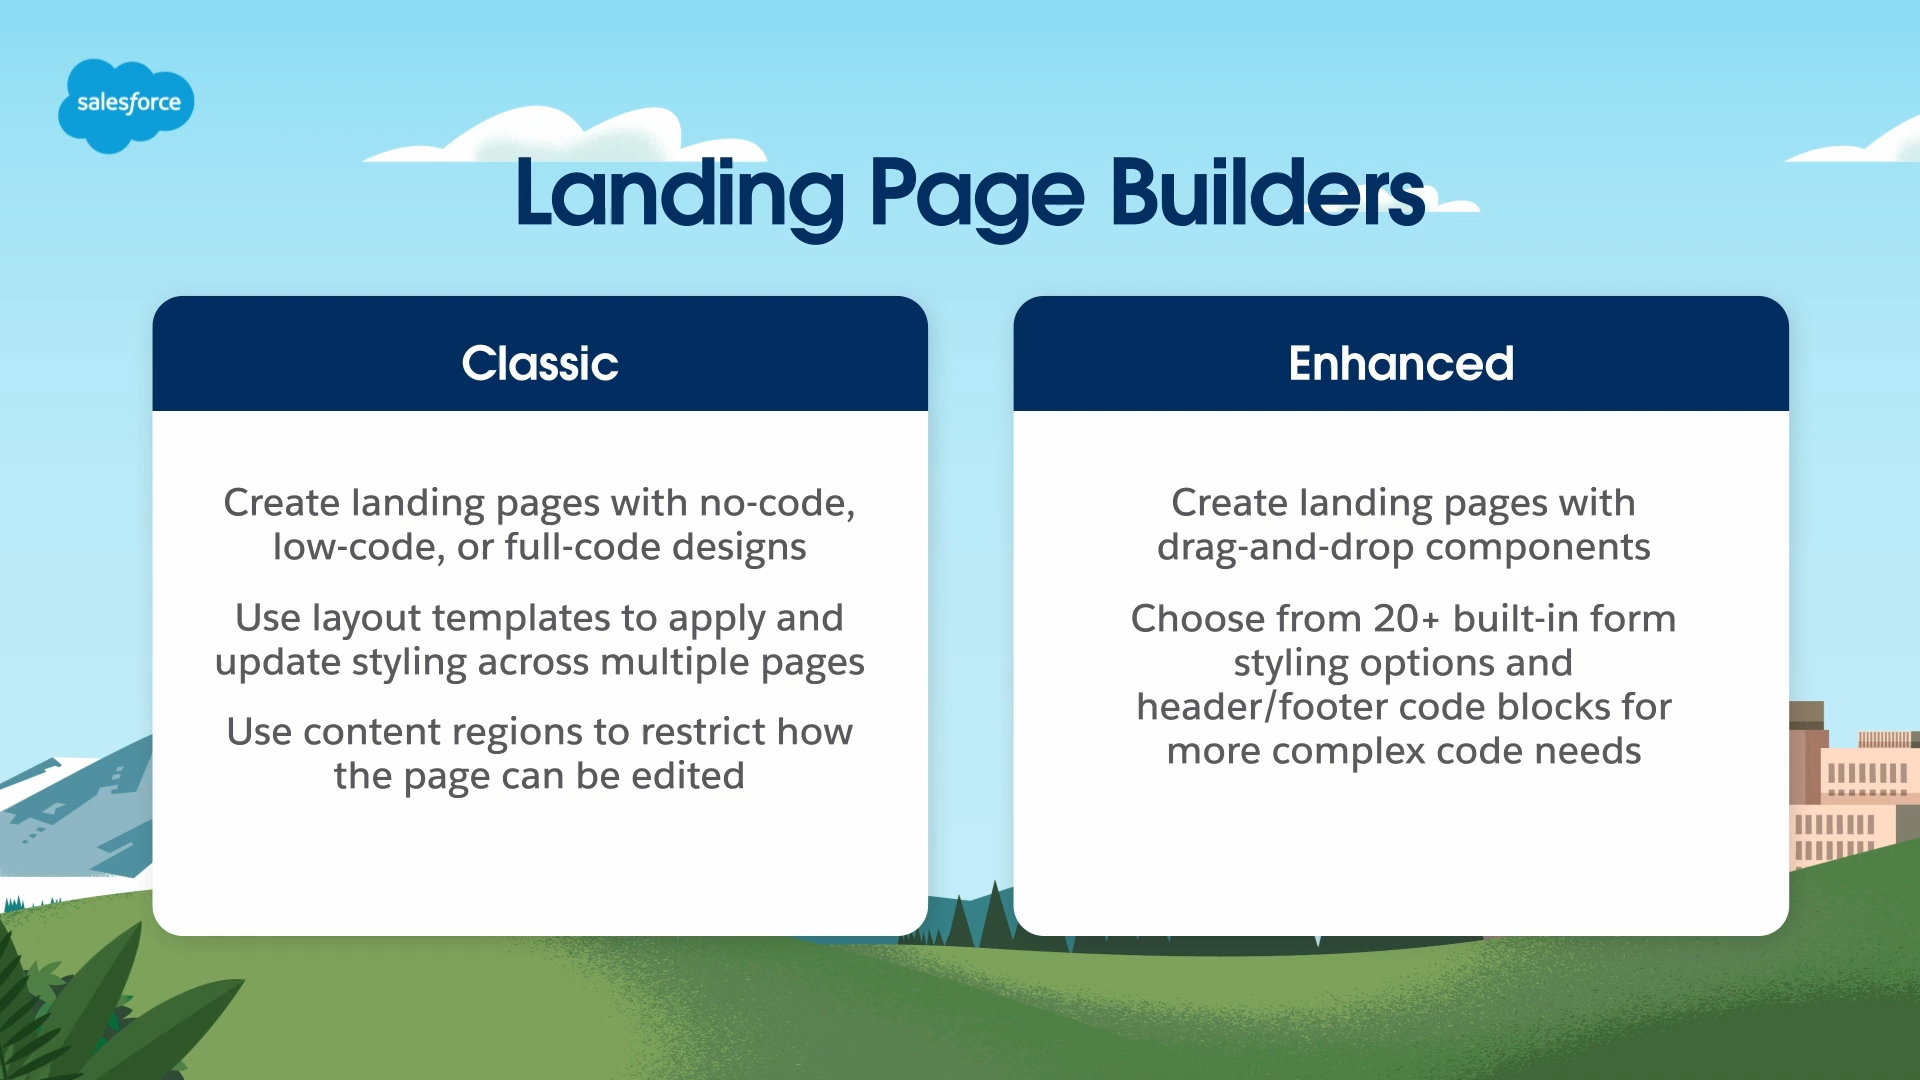 salesforce
Landing Page Builders
Classic
Create landing pages with no-code,
low-code, or full-code designs
Use layout templates to apply and
update styling across multiple pages
Use content regions to restrict how
the page can be edited
Enhanced
Create landing pages with
drag-and-drop components
Choose from 20+ built-in form
styling options and
header/footer code blocks for
more complex code needs